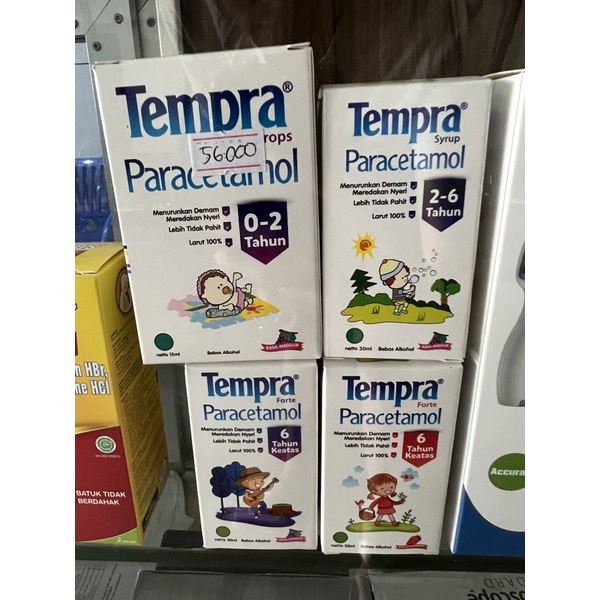 Tempra®
56000
Paracetamol
Menurunkan Demam
Meredakan Nyeri
Lebih Tidak Pahit
Larut 100%
0-2
Tahun
netto 15ml
Bebas Alkohol
RASA ANGGUR
Tempra®
Syrup
Paracetamol
Menurunkan Demam
Meredakan Nyeri
Lebih Tidak Pahit
Larut 100%
2-6
Tahun
netto 30ml
Bebas Alkohol
RASA ANGGUR
Tempra®
Forte
Paracetamol
Menurunkan Demam
Meredakan Nyeri
Lebih Tidak Pahit
Larut 100%
6
Tahun
Keatas
Bebas Alkohol
Tempra®
Forte
Paracetamol
Menurunkan Demam
Meredakan Nyeri
Lebih Tidak Pahit
Larut 100%
6
Tahun
Keatas
Bebas Alkohol
HBr,
HCl
BATUK TIDAK
BERDAHAK
Accura